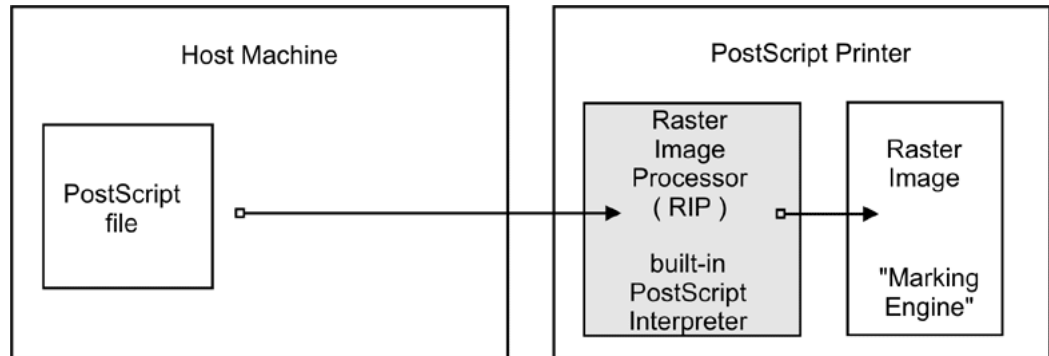 Host Machine
PostScript
file
PostScript Printer
Raster
Image
Processor
( RIP )
built-in
PostScript
Interpreter
Raster
Image
"Marking
Engine"